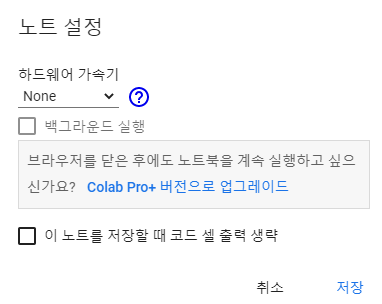 노트 설정
하드웨어 가속기
None
백그라운드 실행
브라우저를 닫은 후에도 노트북을 계속 실행하고 싶으
신가요? Colab Pro+ 버전으로 업그레이드
이 노트를 저장할 때 코드 셀 출력 생략
취소 저장